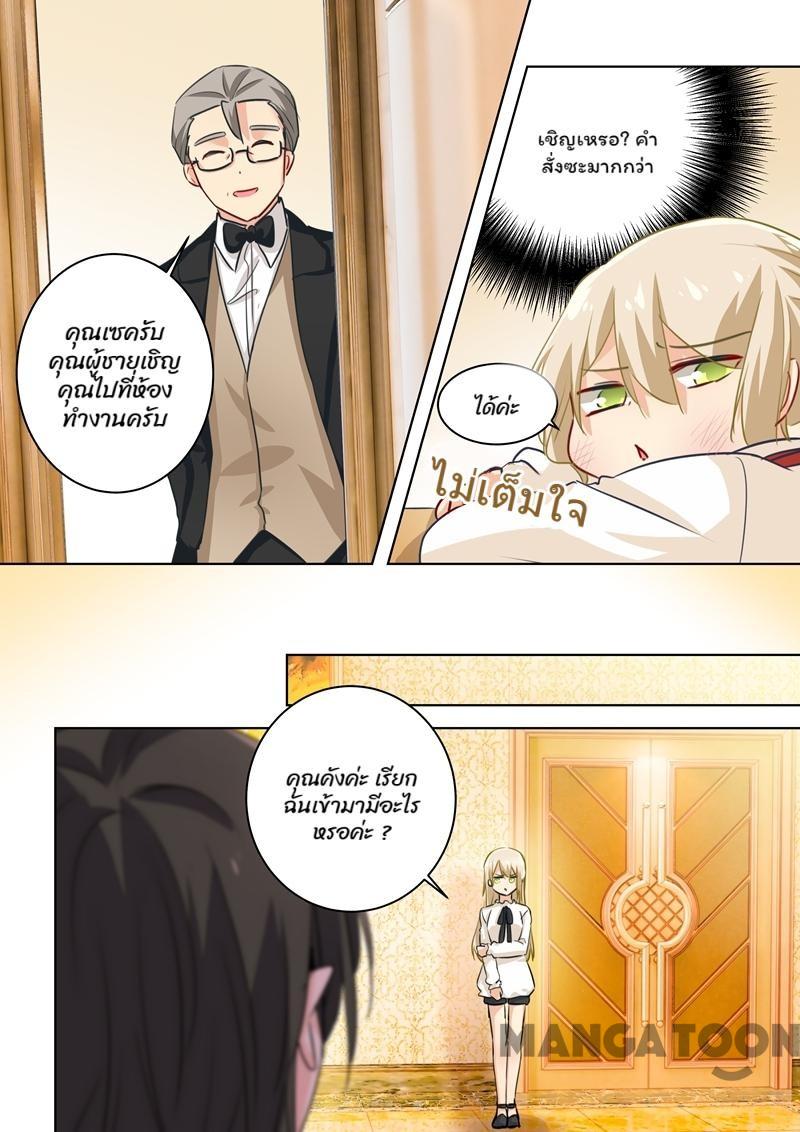 คุณเซครับ
คุณผู้ชายเชิญ
คุณไปที่ห้อง
ทำงานครับ
เชิญเหรอ? คำ
สั่งซะมากกว่า
ได้ค่ะ
ไม่เต็มใจ
คุณคังค่ะ เรียก
ฉันเข้ามามีอะไร
หรอค่ะ ?
MANGATOON